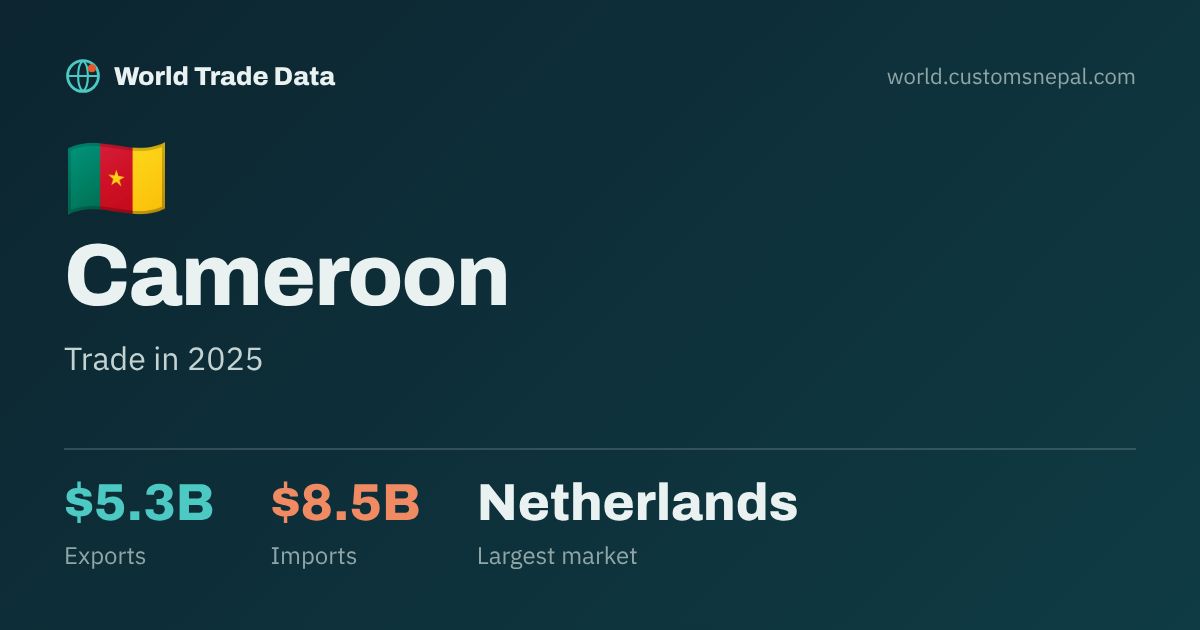 World Trade Data
world.customsnepal.com
Cameroon
Trade in 2025
$5.3B
Exports
$8.5B
Imports
Netherlands
Largest market